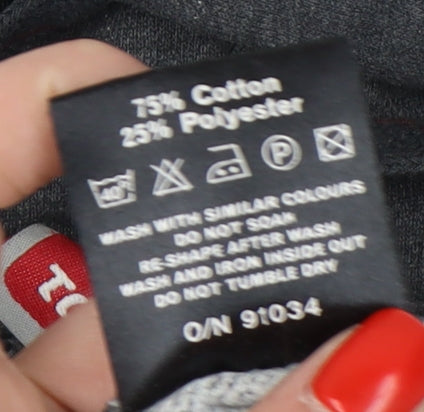 75% Cotton
25% Polyester
40°
P
WASH WITH SIMILAR COLOURS
DO NOT SOAK
RE-SHAPE AFTER WASH
WASH AND IRON INSIDE OUT
DO NOT TUMBLE DRY
O/N 91034